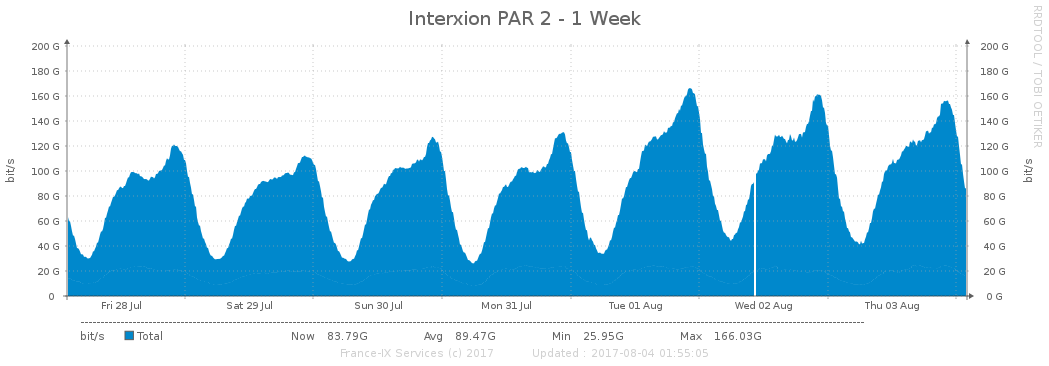 Interxion PAR 2 - 1 Week
RRDTOOL / TOBI OETIKER
200 G 200 G
180 G 180 G
160 G 160 G
140 G 140 G
120 G 120 G
100 G 100 G
80 G 80 G
60 G 60 G
40 G 40 G
20 G 20 G
0 0 G
bit/s bit/s
Fri 28 Jul Sat 29 Jul Sun 30 Jul Mon 31 Jul Tue 01 Aug Wed 02 Aug Thu 03 Aug
bit/s Total Now 83.79G Avg 89.47G Min 25.95G Max 166.03G
France-IX Services (c) 2017 Updated : 2017-08-04 01:55:05